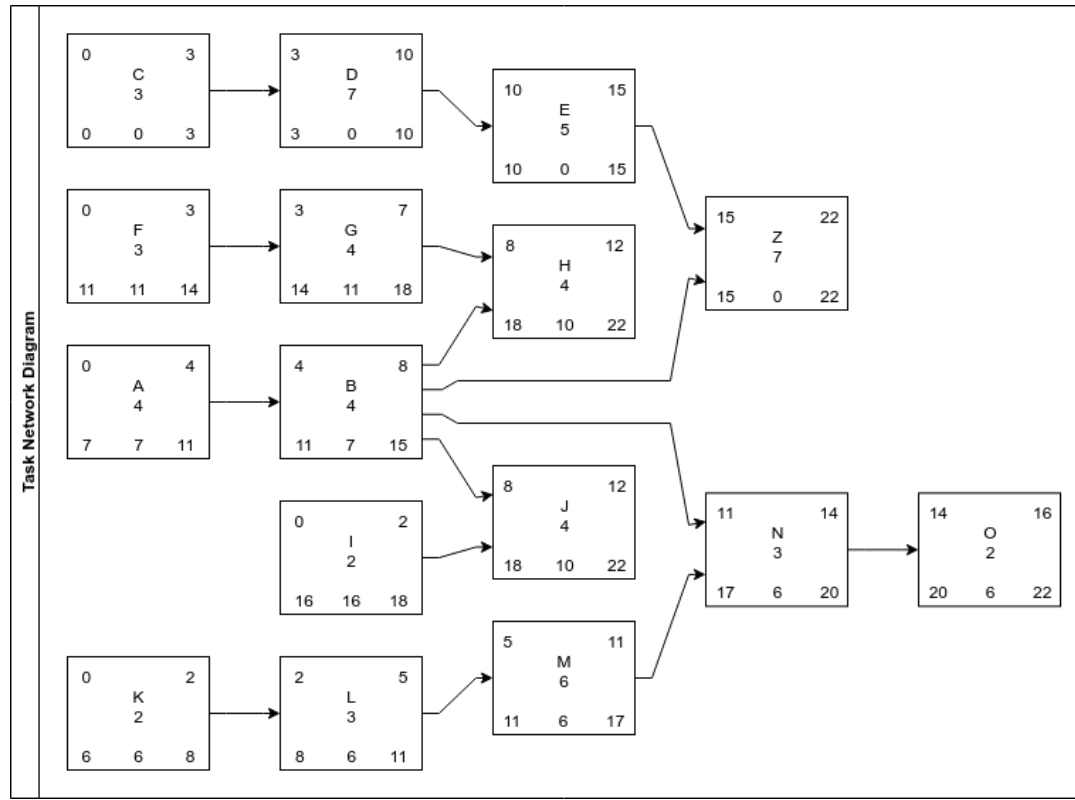 Task Network Diagram
0 3
C
3
0 0 3
3 10
D
7
3 0 10
10 15
E
5
10 0 15
0 3
F
3
11 11 14
3 7
G
4
14 11 18
8 12
H
4
18 10 22
15 22
Z
7
15 0 22
0 4
A
4
7 7 11
4 8
B
4
11 7 15
0 2
I
2
16 16 18
8 12
J
4
18 10 22
11 14
N
3
17 6 20
14 16
O
2
20 6 22
0 2
K
2
6 6 8
2 5
L
3
8 6 11
5 11
M
6
11 6 17